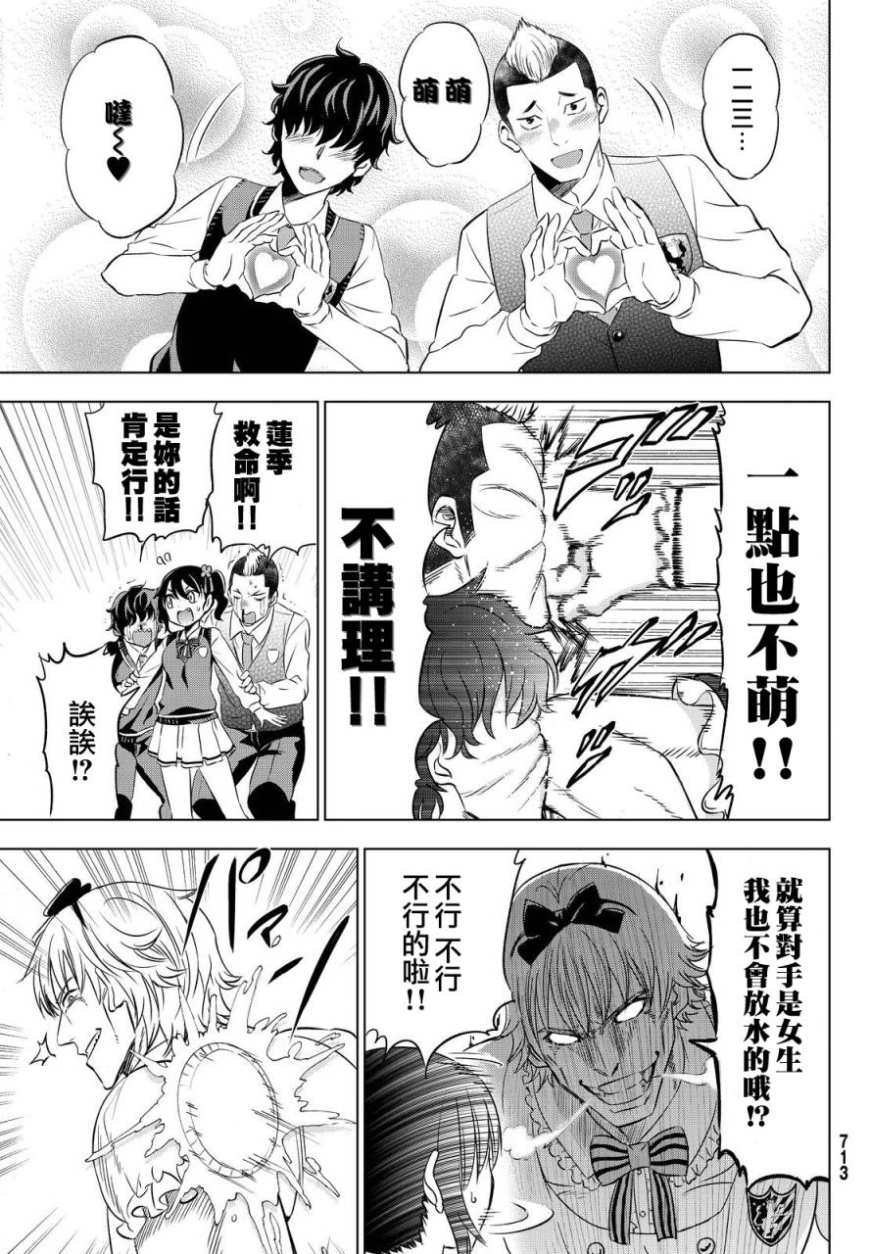 一二三…
萌萌
噠～♥
一點也不萌!!
不講理!!
蓮季
救命啊!!
是妳的話
肯定行!!
誒誒!?
就算對手是女生
我也不會放水的哦!?
不行 不行
不行的啦!!
パァン
713